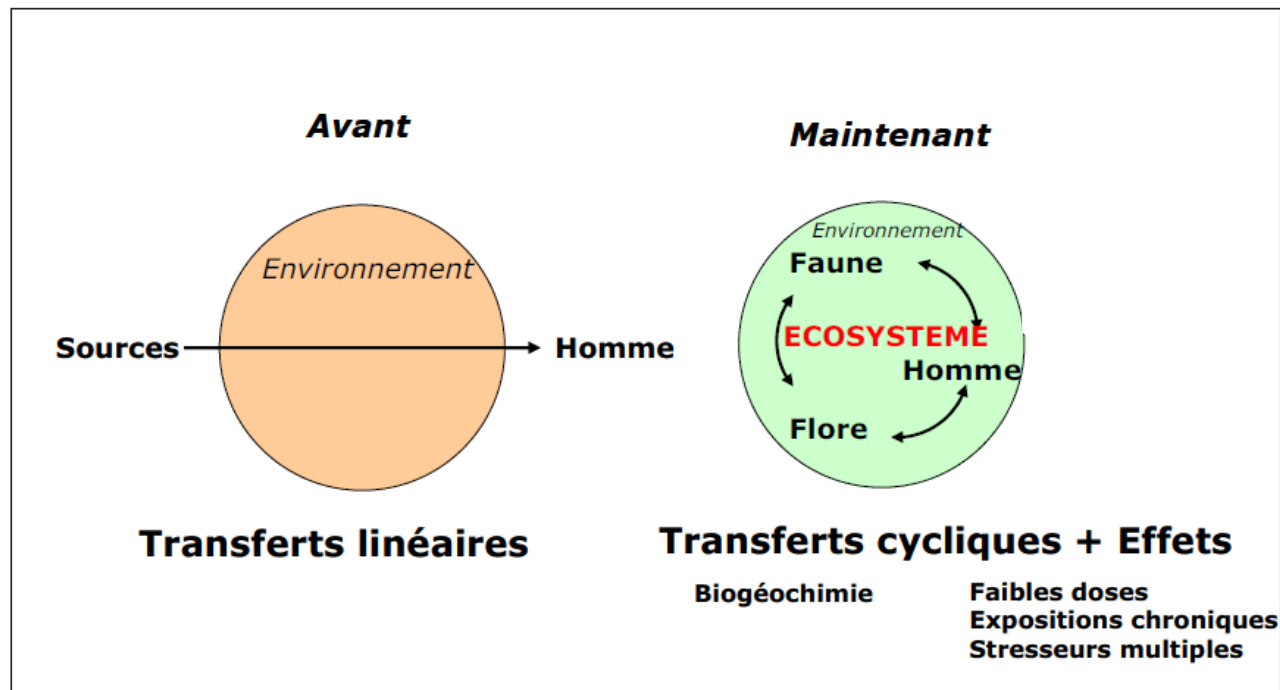 Avant
Environnement
Sources
Homme
Transferts linéaires
Maintenant
Environnement
Faune
ECOSYSTEME
Homme
Flore
Transferts cycliques + Effets
Biogéochimie
Faibles doses
Expositions chroniques
Stresseurs multiples